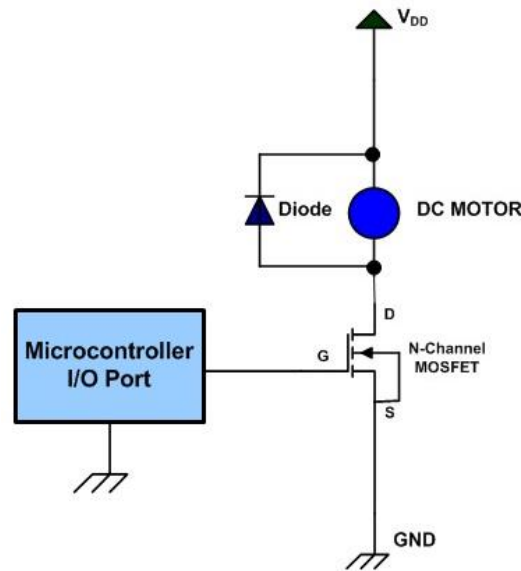 VDD
Diode
DC MOTOR
D
Microcontroller
I/O Port
G
N-Channel
MOSFET
S
GND